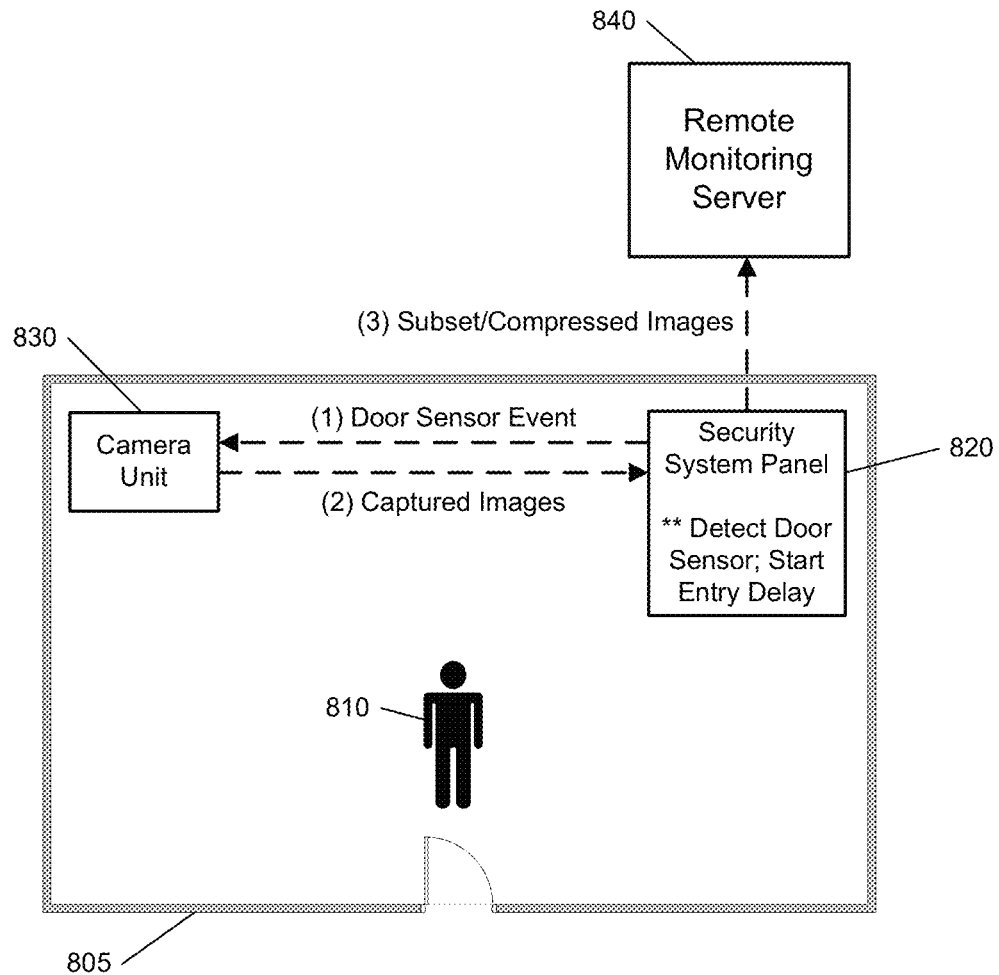 840
Remote
Monitoring
Server
(3) Subset/Compressed Images
830
(1) Door Sensor Event
Camera
Unit
(2) Captured Images
Security
System Panel
820
** Detect Door
Sensor; Start
Entry Delay
810
805